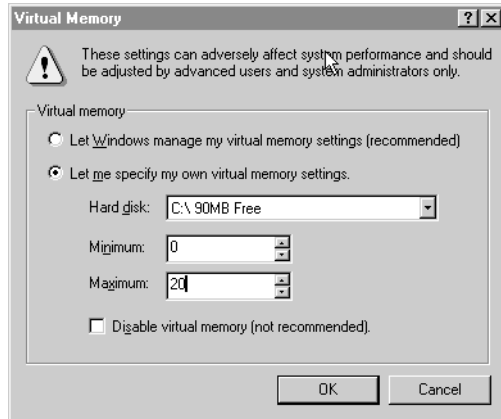 Virtual Memory
These settings can adversely affect system performance and should
be adjusted by advanced users and system administrators only.
Virtual memory
Let Windows manage my virtual memory settings (recommended)
Let me specify my own virtual memory settings.
Hard disk: C:\ 90MB Free
Minimum: 0
Maximum: 20
Disable virtual memory (not recommended).
OK Cancel